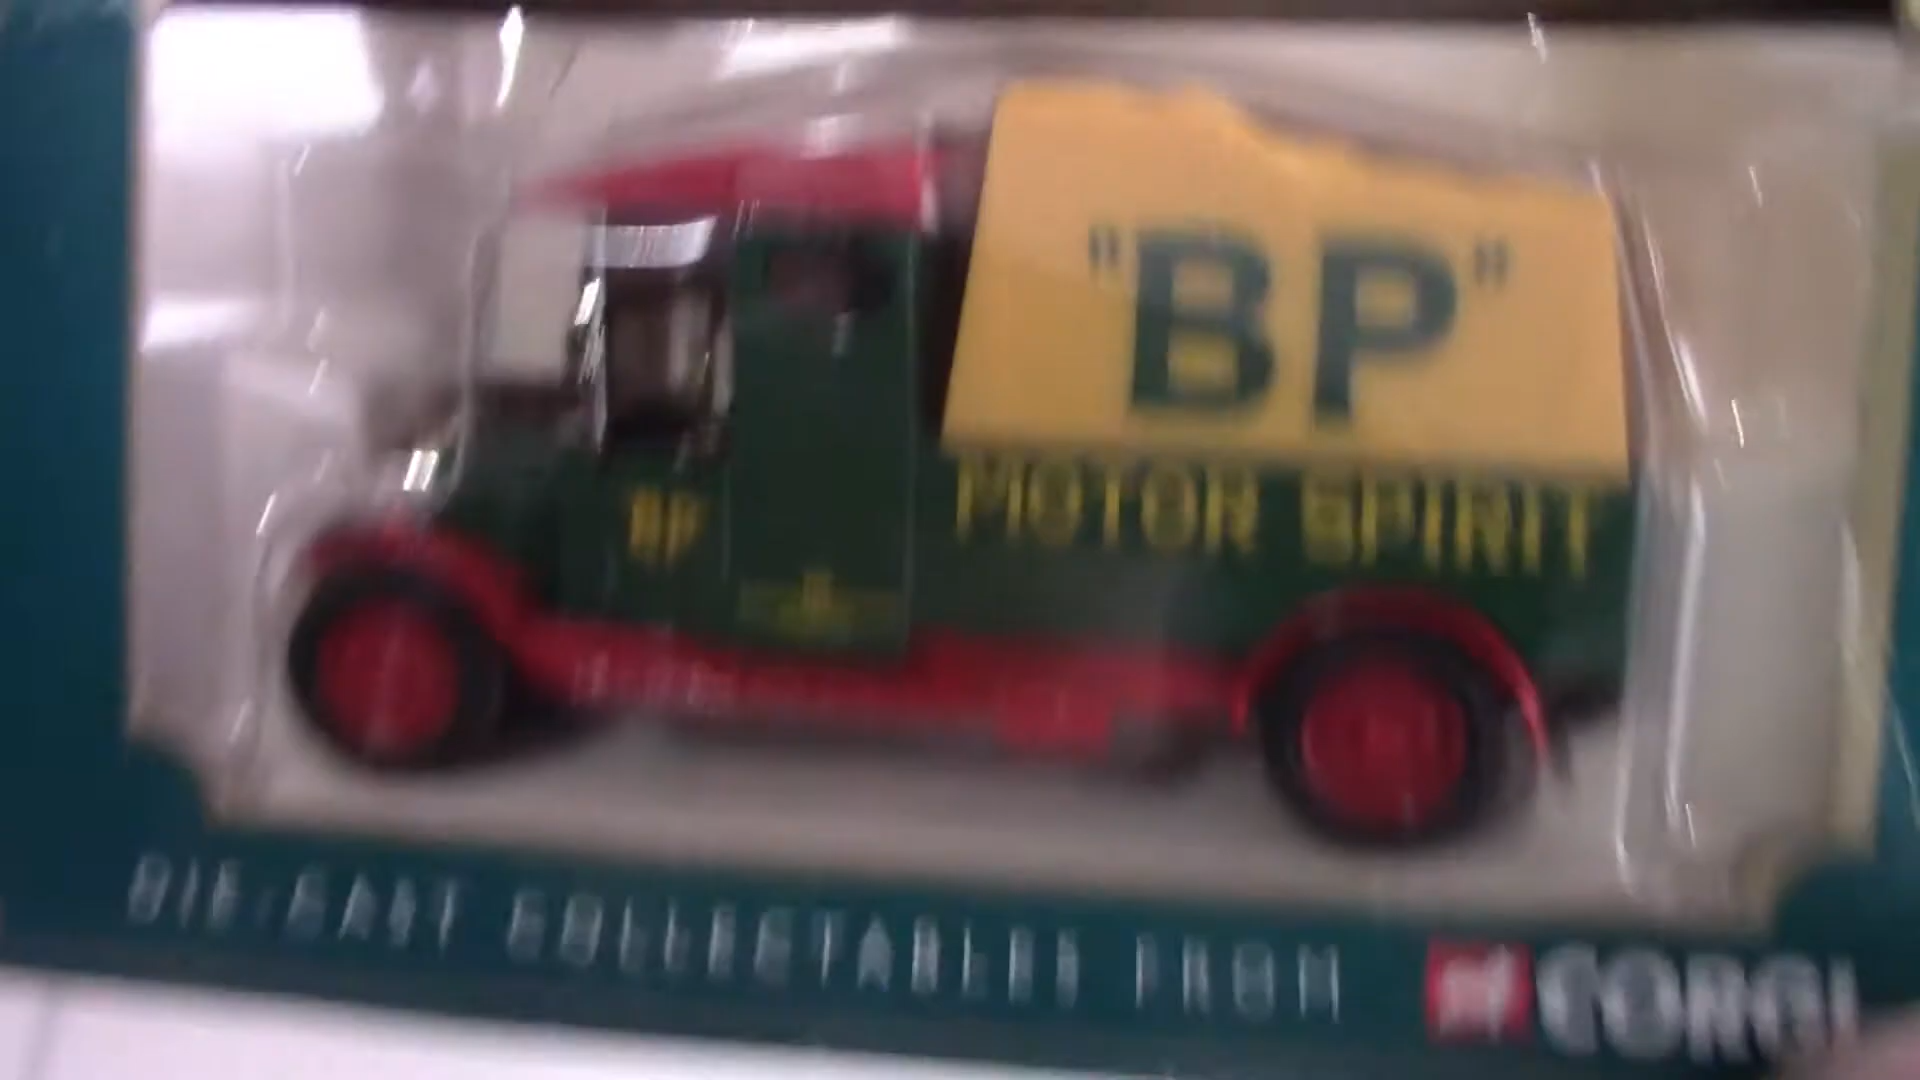 "BP"
MOTOR SPIRIT
BP
DIE-CAST COLLECTABLES FROM CORGI